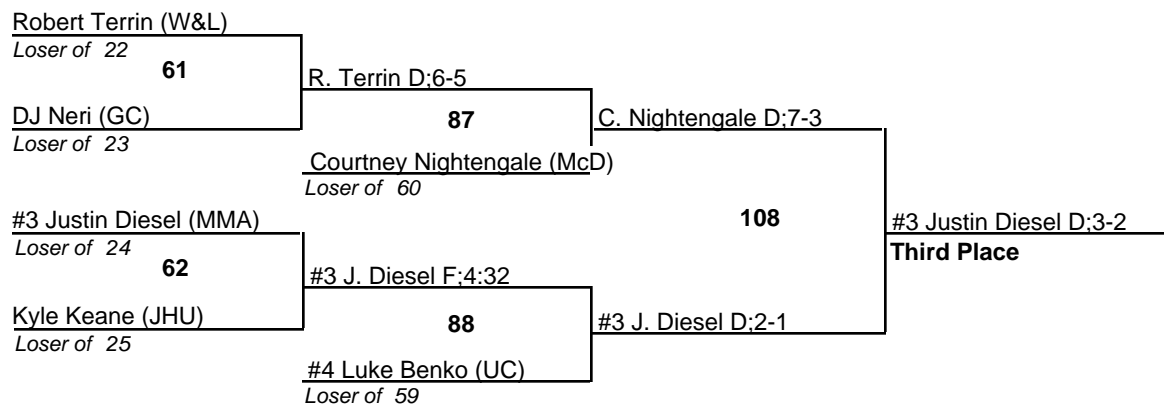 Robert Terrin (W&L)
Loser of 22
61
R. Terrin D;6-5
DJ Neri (GC)
Loser of 23
87
C. Nightengale D;7-3
Courtney Nightengale (McD)
Loser of 60
#3 Justin Diesel (MMA)
Loser of 24
108
#3 Justin Diesel D;3-2
Third Place
62
#3 J. Diesel F;4:32
Kyle Keane (JHU)
Loser of 25
88
#3 J. Diesel D;2-1
#4 Luke Benko (UC)
Loser of 59